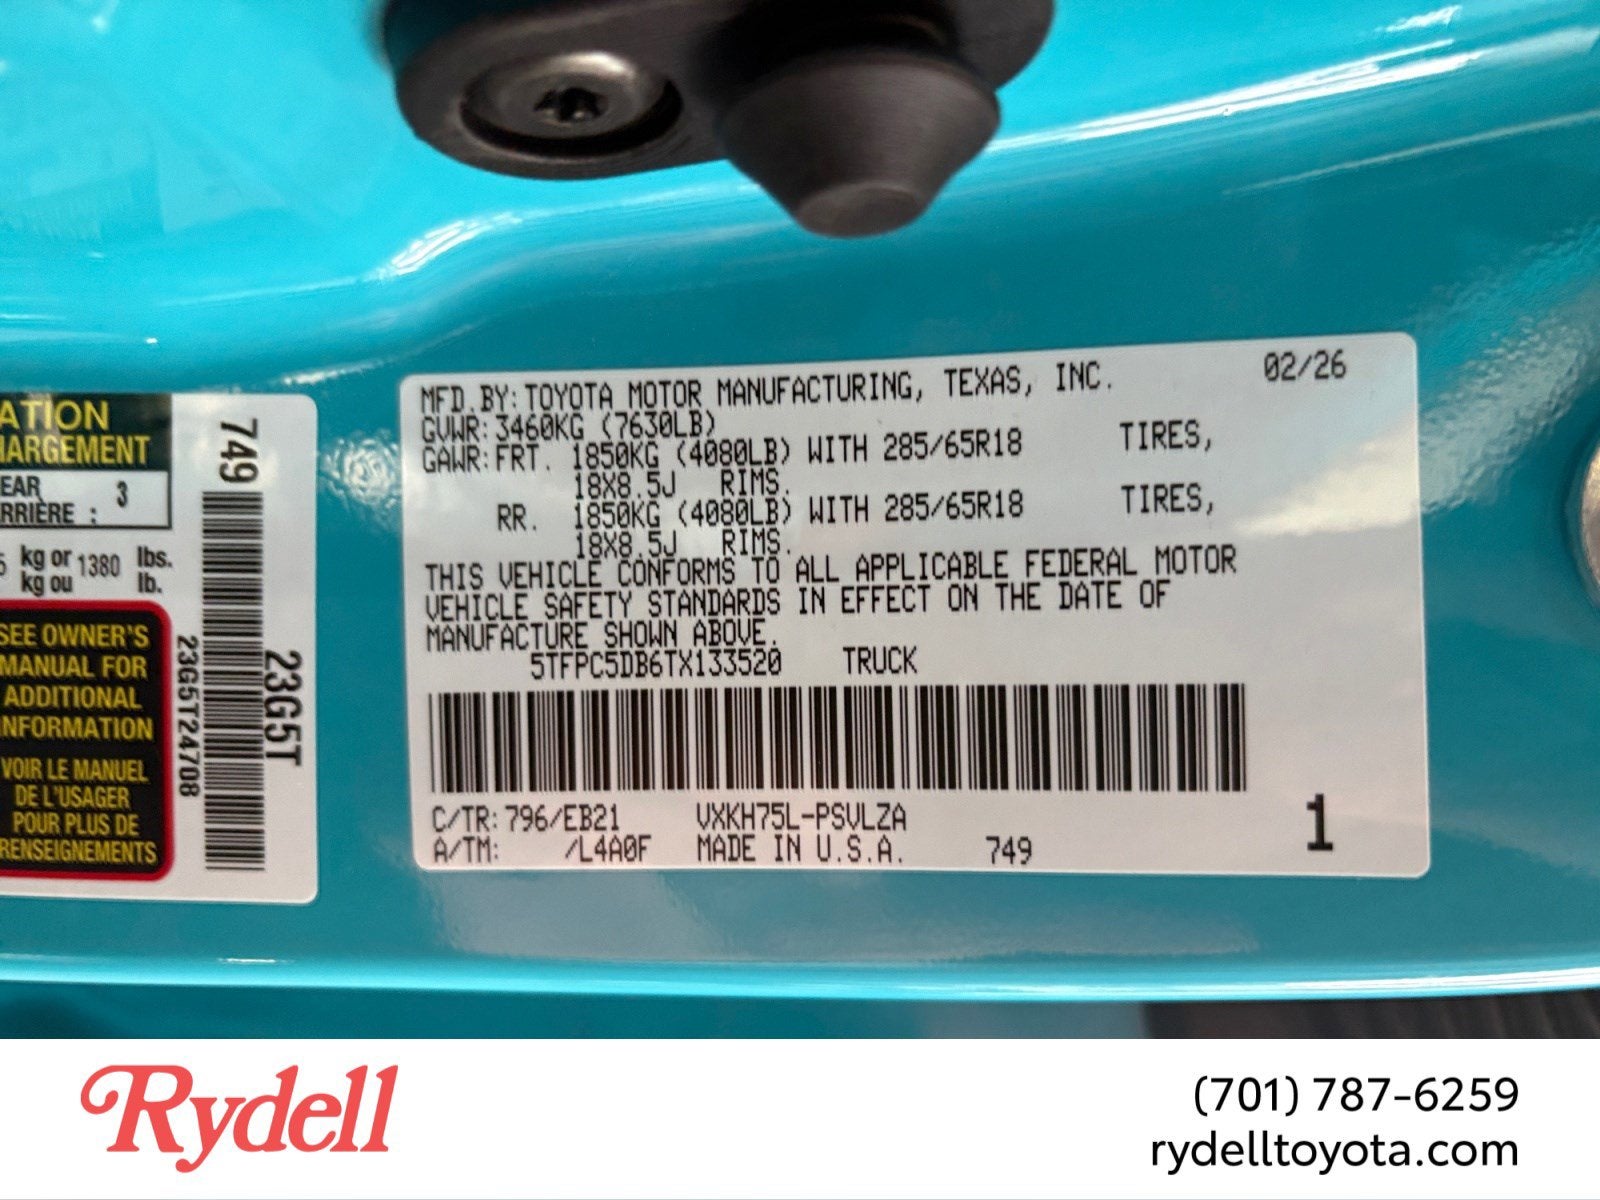 ATION
HARGEMENT
EAR 3
RRIÈRE :
kg or 1380 lbs.
kg ou lb.
SEE OWNER'S
MANUAL FOR
ADDITIONAL
INFORMATION
VOIR LE MANUEL
DE L'USAGER
POUR PLUS DE
RENSEIGNEMENTS
749
23G5T24708
23G5T
MFD.BY: TOYOTA MOTOR MANUFACTURING, TEXAS, INC. 02/26
GVWR: 3460KG (7630LB)
GAWR: FRT. 1850KG (4080LB) WITH 285/65R18 TIRES,
18X8.5J RIMS.
RR. 1850KG (4080LB) WITH 285/65R18 TIRES,
18X8.5J RIMS.
THIS VEHICLE CONFORMS TO ALL APPLICABLE FEDERAL MOTOR
VEHICLE SAFETY STANDARDS IN EFFECT ON THE DATE OF
MANUFACTURE SHOWN ABOVE.
5TFPC5DB6TX133520 TRUCK
C/TR: 796/EB21 VXKH75L-PSVLZA
A/TM: /L4A0F MADE IN U.S.A. 749 1
Rydell
(701) 787-6259
rydelltoyota.com